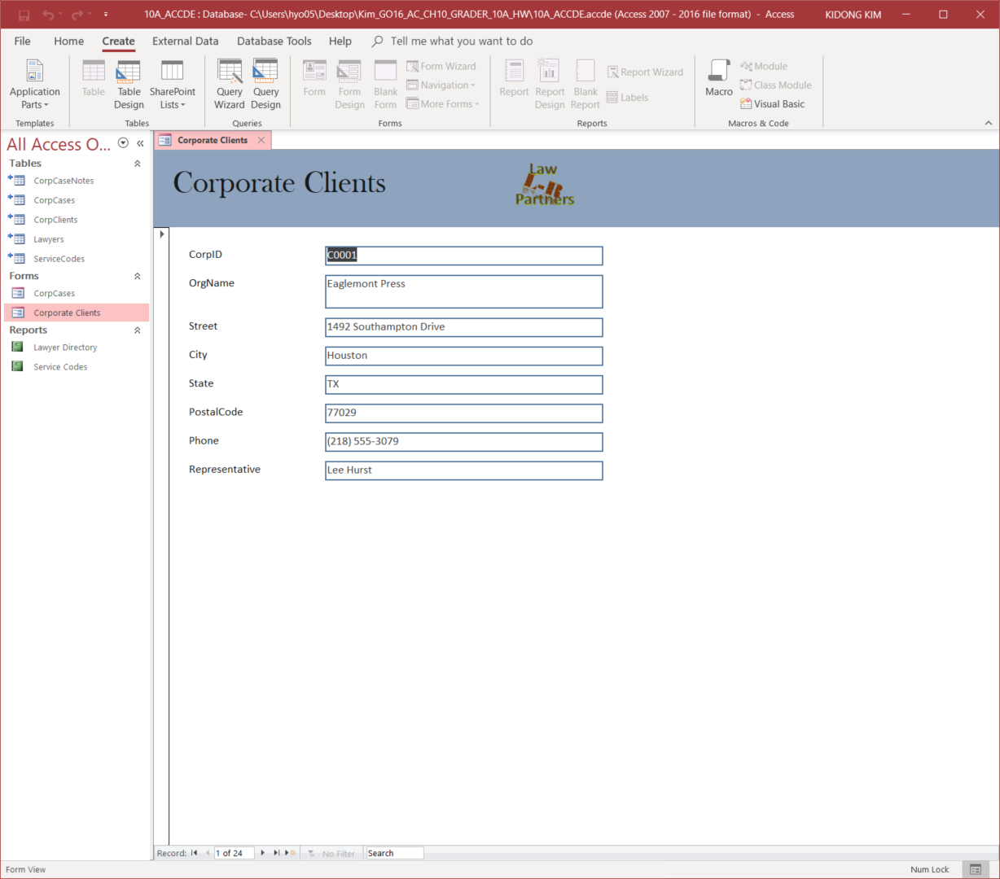 10A_ACCDE : Database- C:\Users\hyo05\Desktop\Kim_GO16_AC_CH10_GRADER_10A_HW\10A_ACCDE.accde (Access 2007 - 2016 file format) - Access KIDONG KIM
File Home Create External Data Database Tools Help Tell me what you want to do
Application Parts
Templates
Table
Table Design
SharePoint Lists
Tables
Query Wizard
Query Design
Queries
Form
Form Design
Blank Form
Form Wizard
Navigation
More Forms
Forms
Report
Report Design
Blank Report
Report Wizard
Labels
Reports
Macro
Module
Class Module
Visual Basic
Macros & Code
All Access O...
Tables
CorpCaseNotes
CorpCases
CorpClients
Lawyers
ServiceCodes
Forms
CorpCases
Corporate Clients
Reports
Lawyer Directory
Service Codes
Corporate Clients
Corporate Clients
Law
L-R
Partners
CorpID C0001
OrgName Eaglemont Press
Street 1492 Southampton Drive
City Houston
State TX
PostalCode 77029
Phone (218) 555-3079
Representative Lee Hurst
Record: 1 of 24 No Filter Search
Form View Num Lock